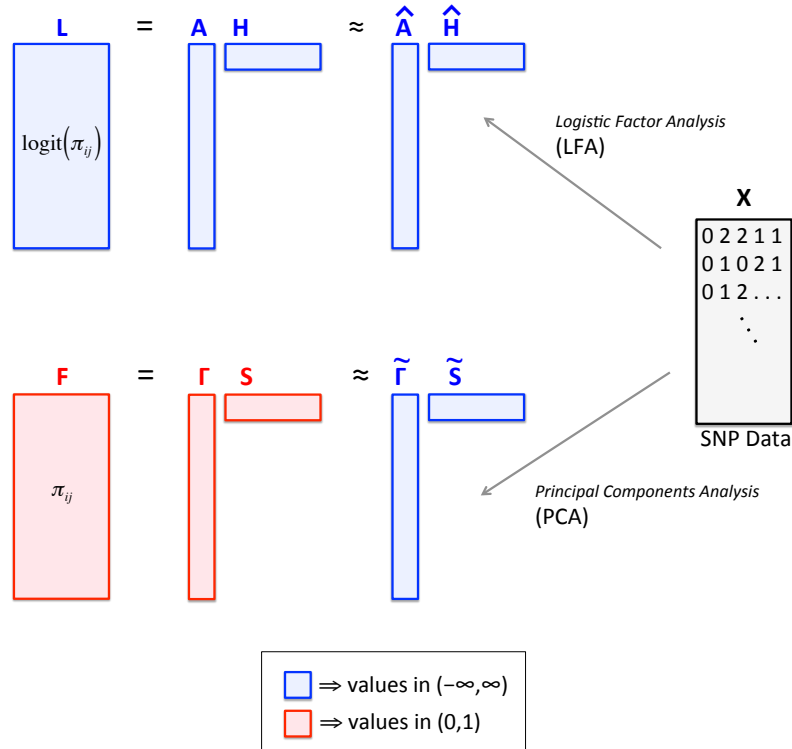 L = A H ≈ Â Ĥ
logit(π_ij)
Logistic Factor Analysis
(LFA)
X
0 2 2 1 1
0 1 0 2 1
0 1 2 . . .
⋱
SNP Data
F = Γ S ≈ Γ̃ S̃
π_ij
Principal Components Analysis
(PCA)
⇒ values in (−∞,∞)
⇒ values in (0,1)